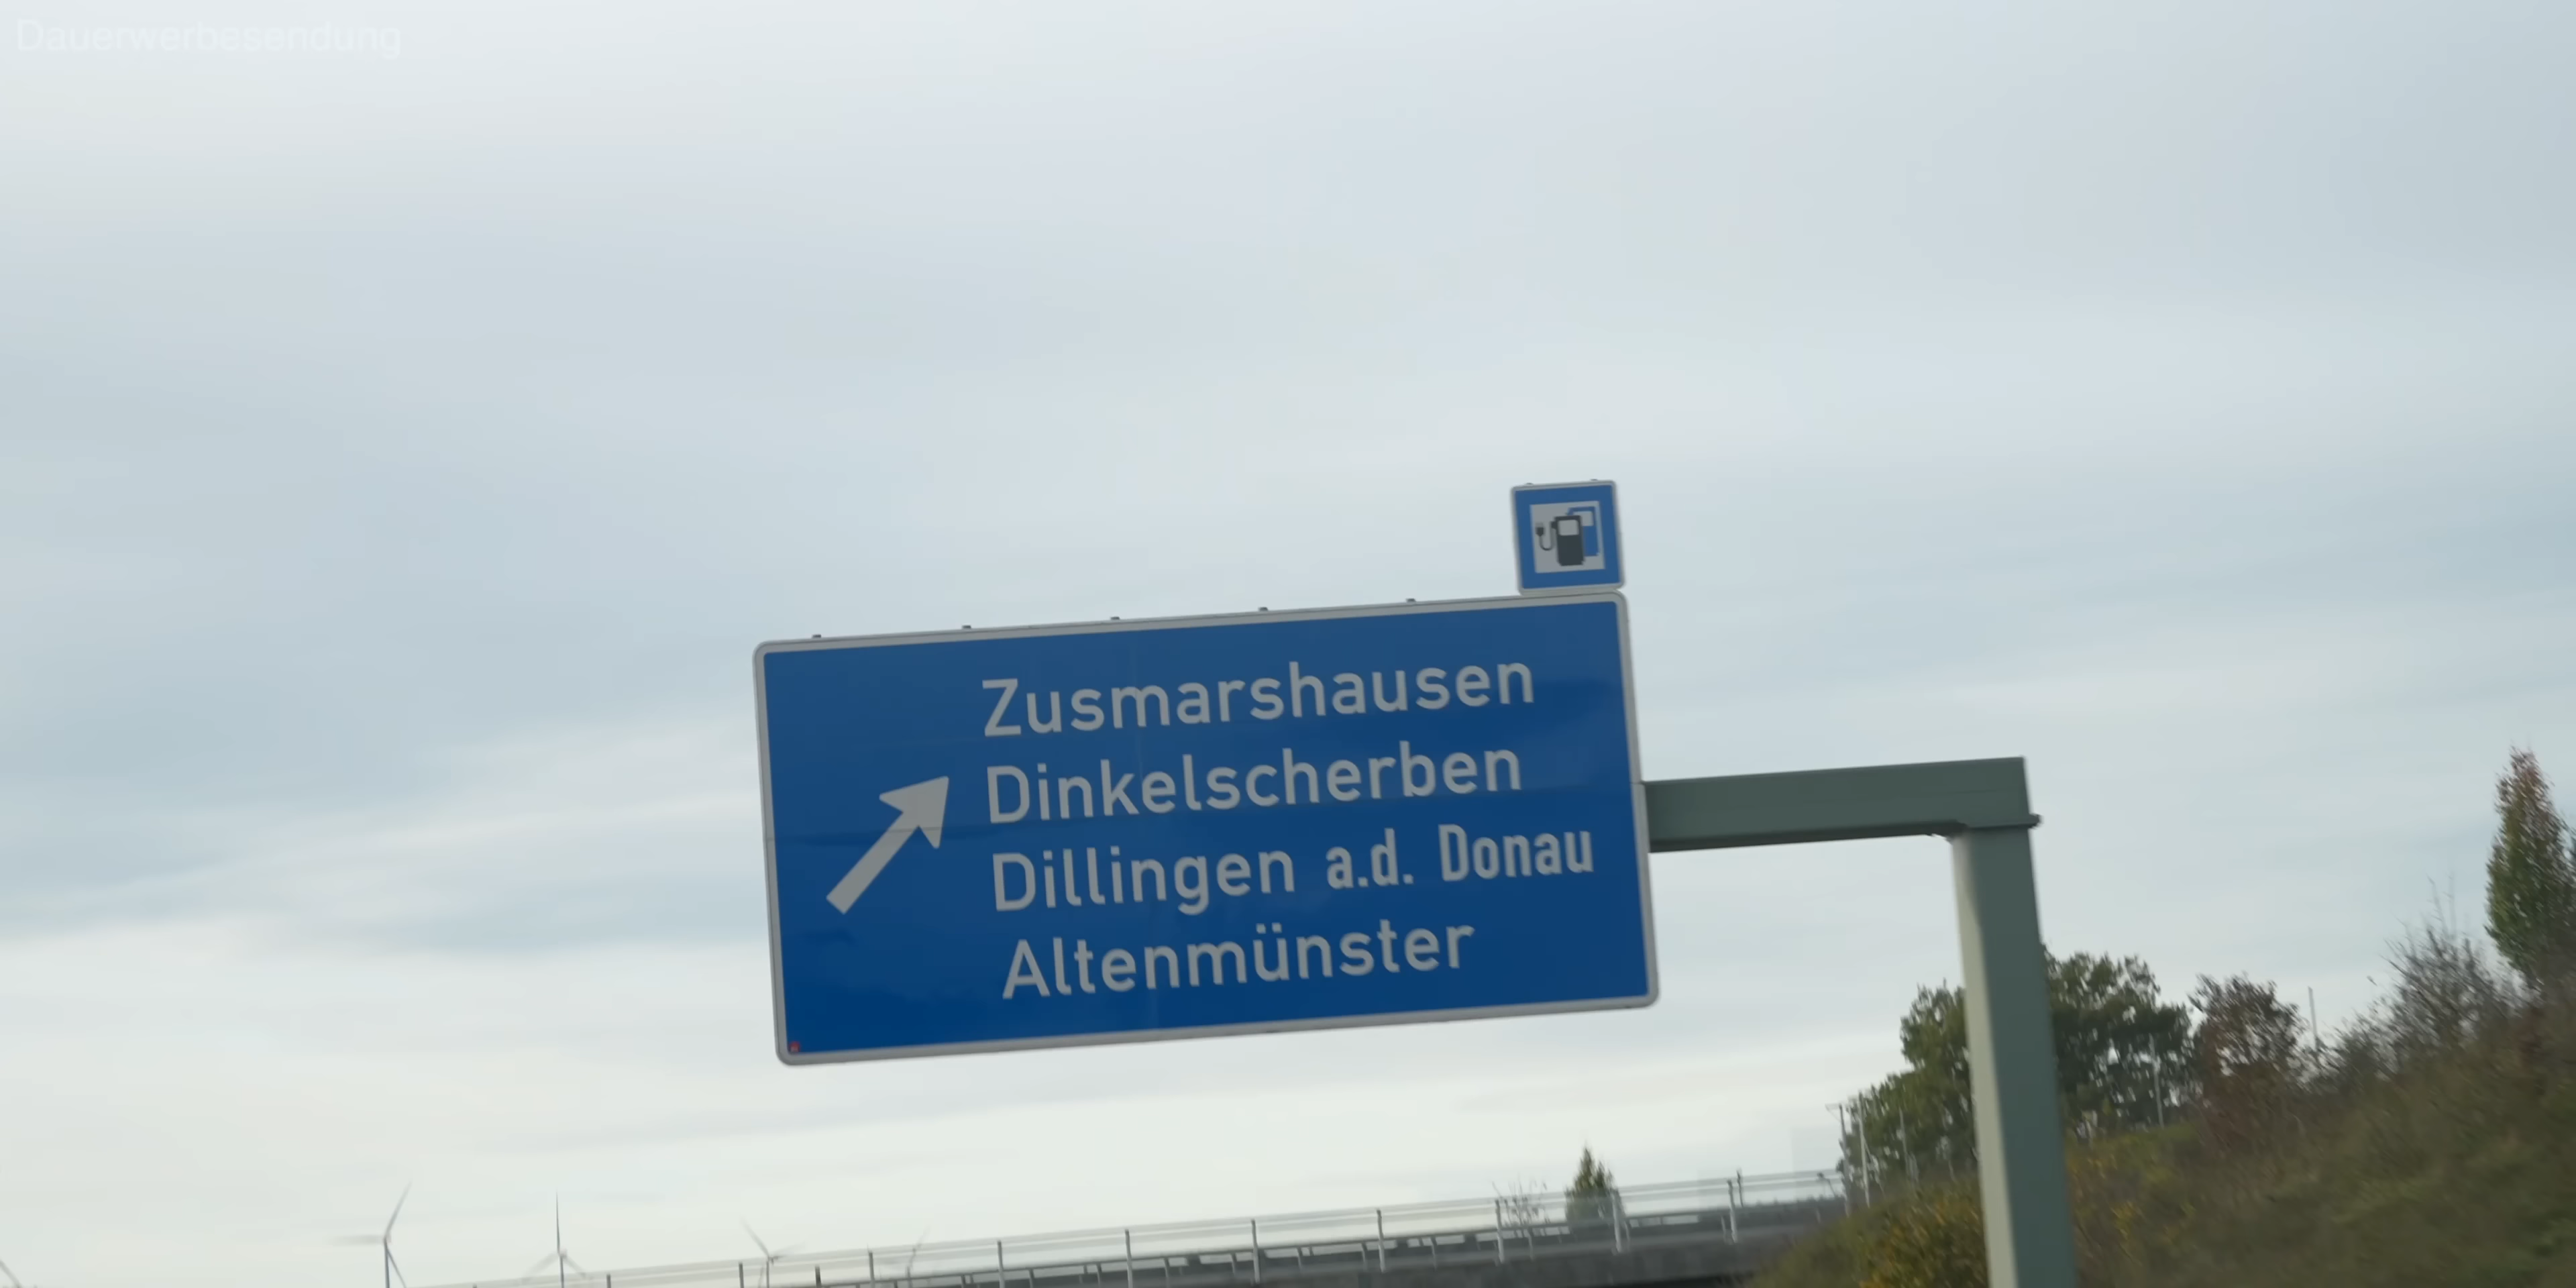 Dauerwerbesendung
Zusmarshausen
Dinkelscherben
Dillingen a.d. Donau
Altenmünster